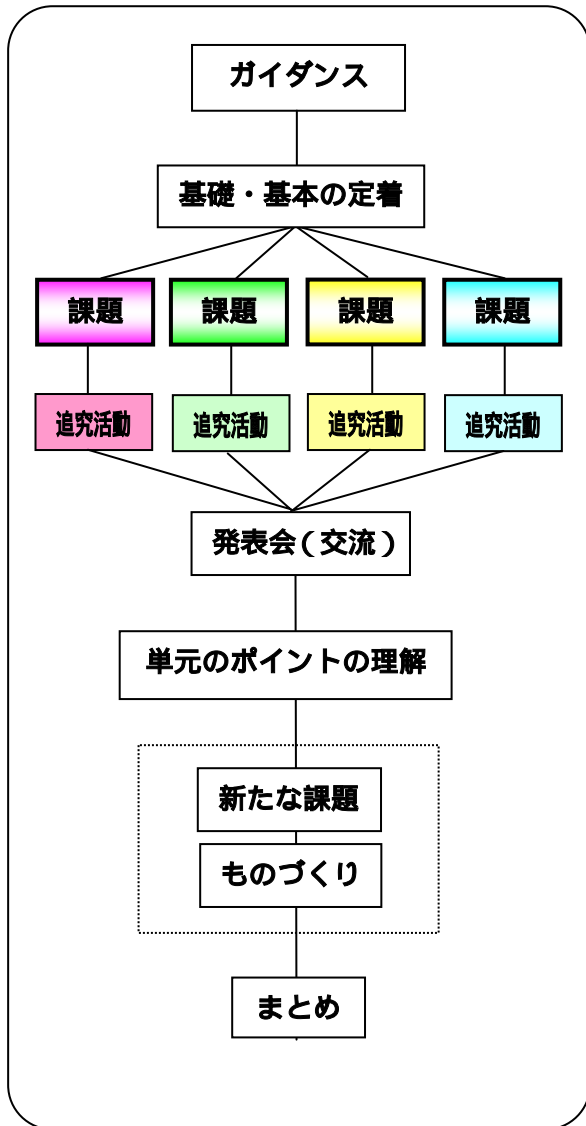 ガイダンス
基礎・基本の定着
課題
課題
課題
課題
追究活動
追究活動
追究活動
追究活動
発表会(交流)
単元のポイントの理解
新たな課題
ものづくり
まとめ